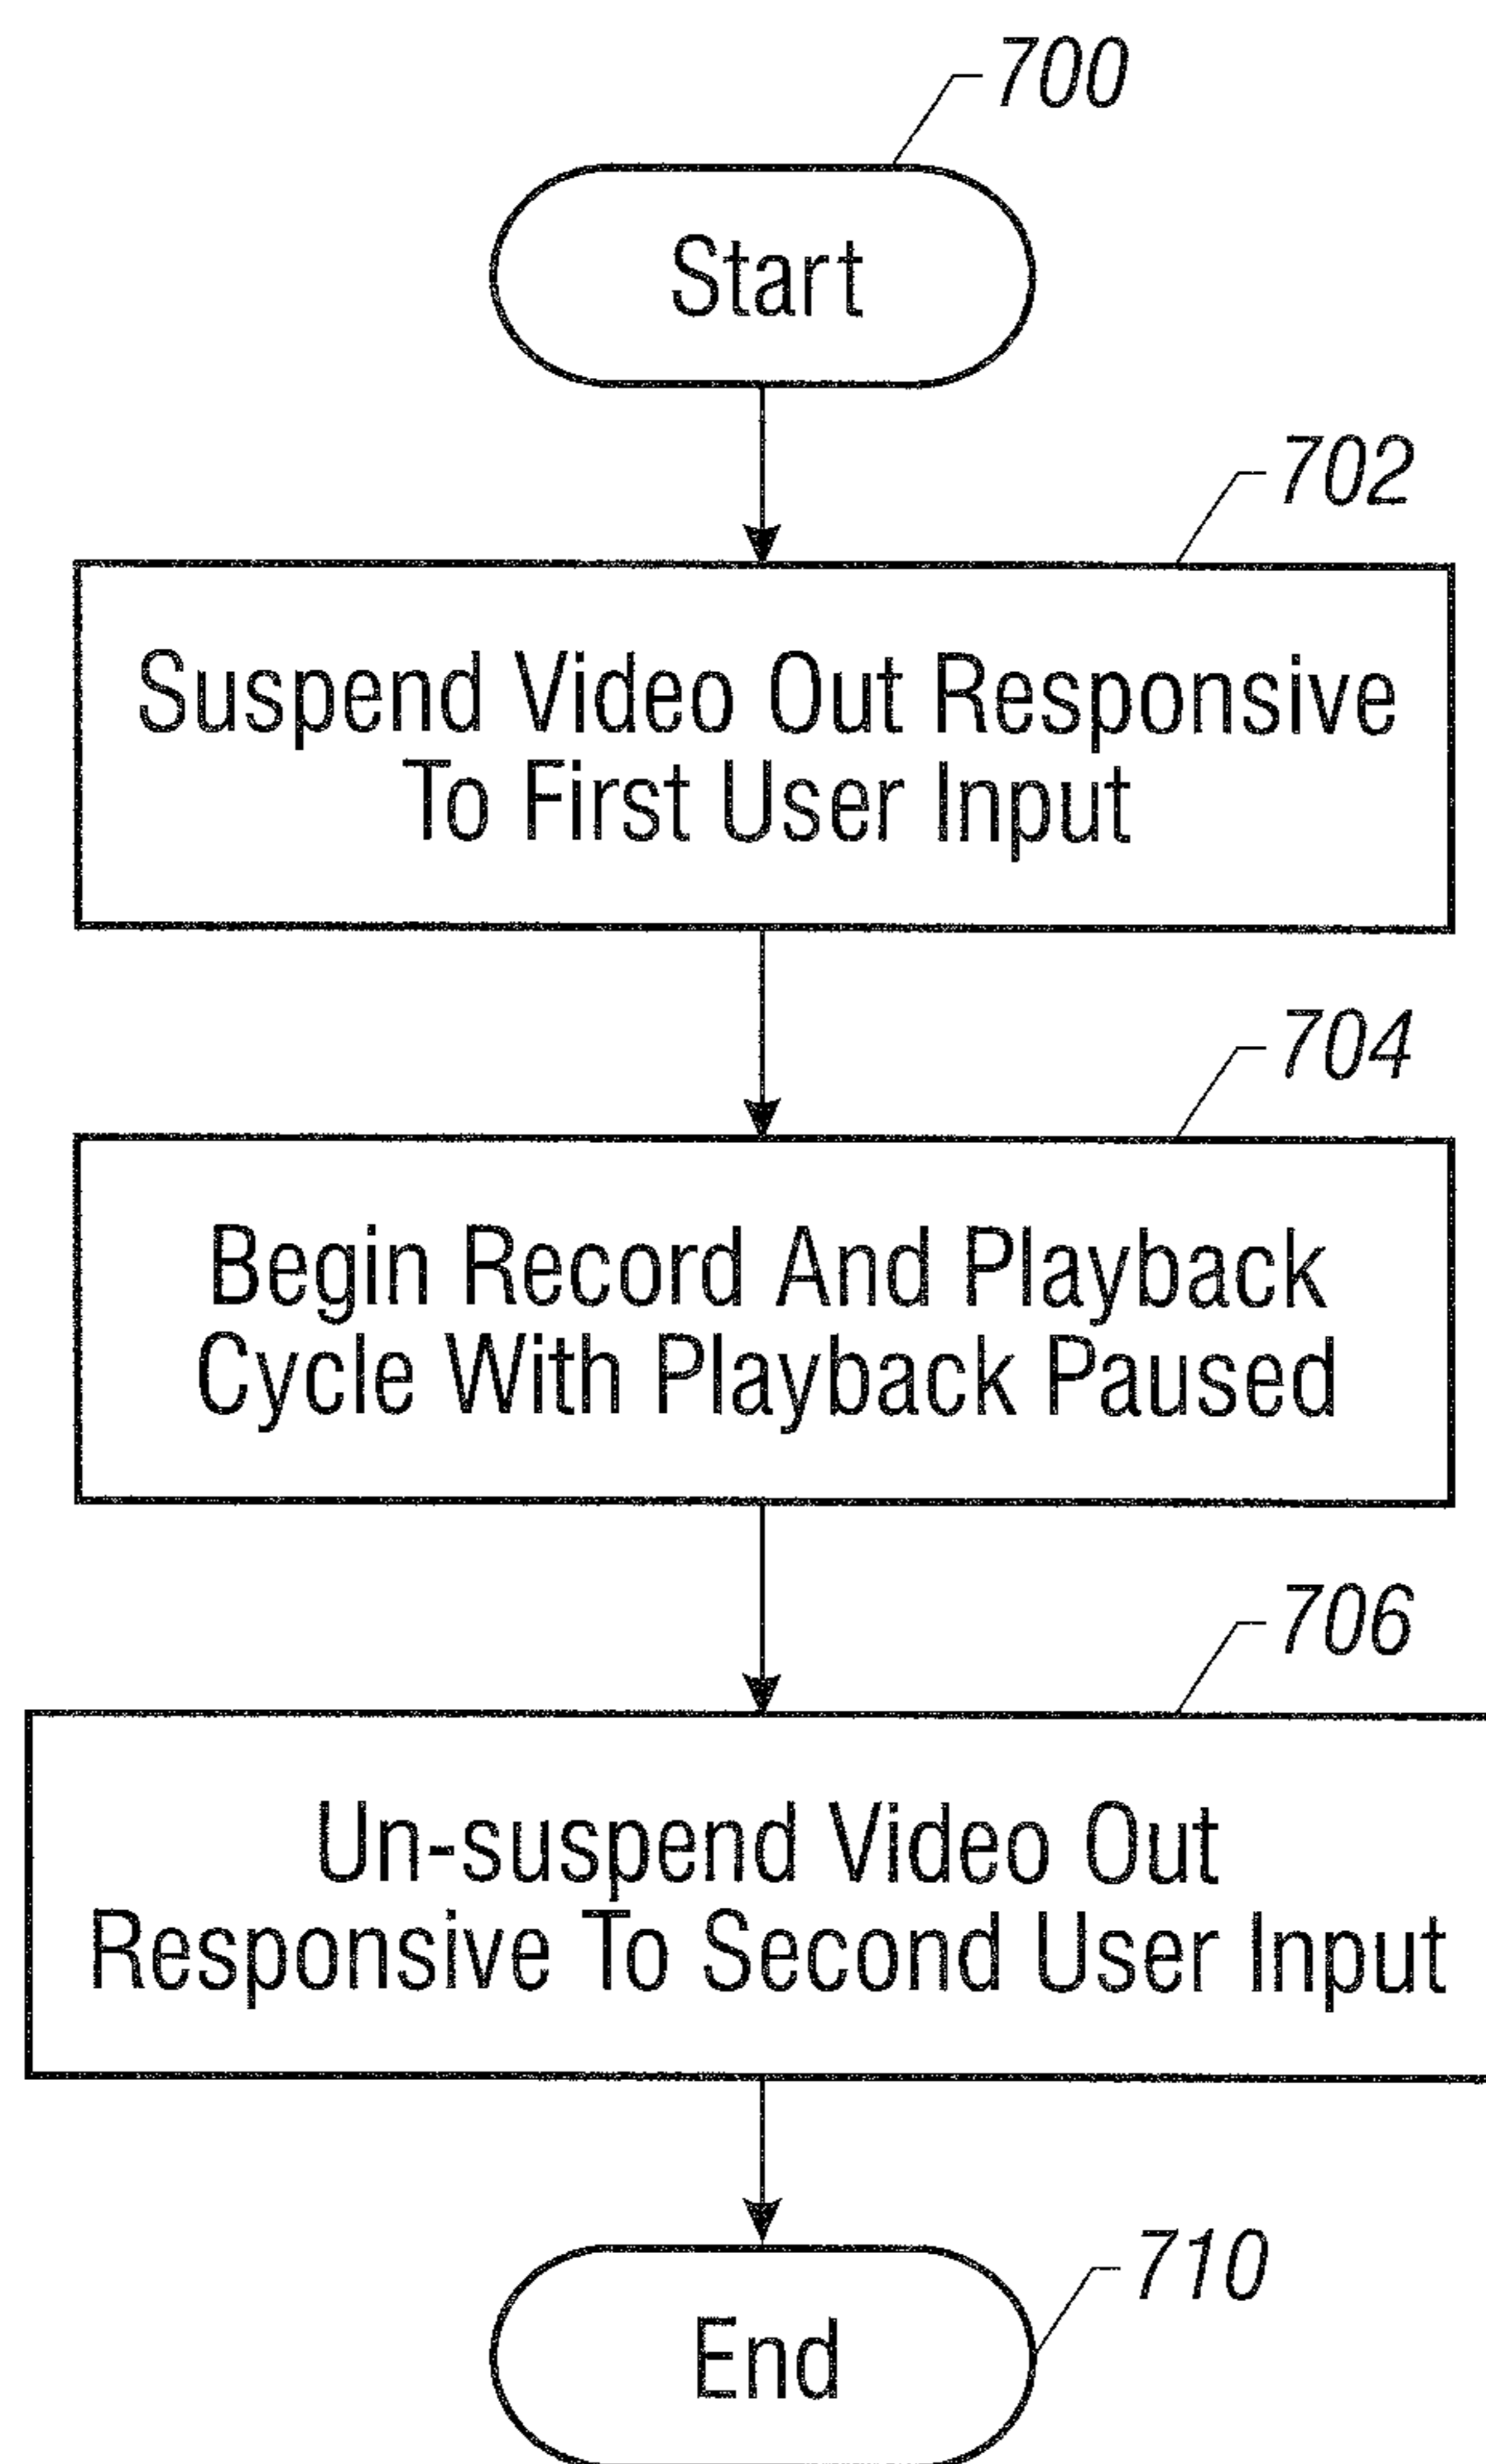 700
Start
702
Suspend Video Out Responsive
To First User Input
704
Begin Record And Playback
Cycle With Playback Paused
706
Un-suspend Video Out
Responsive To Second User Input
710
End